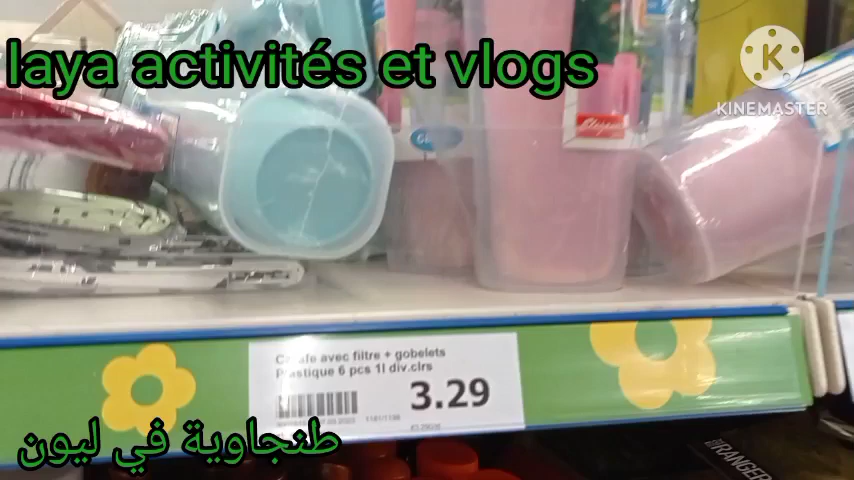 laya activités et vlogs
KINEMASTER
Carafe avec filtre + gobelets
Plastique 6 pcs 1l div.clrs
3.29
طنجاوية في ليون
RANGER